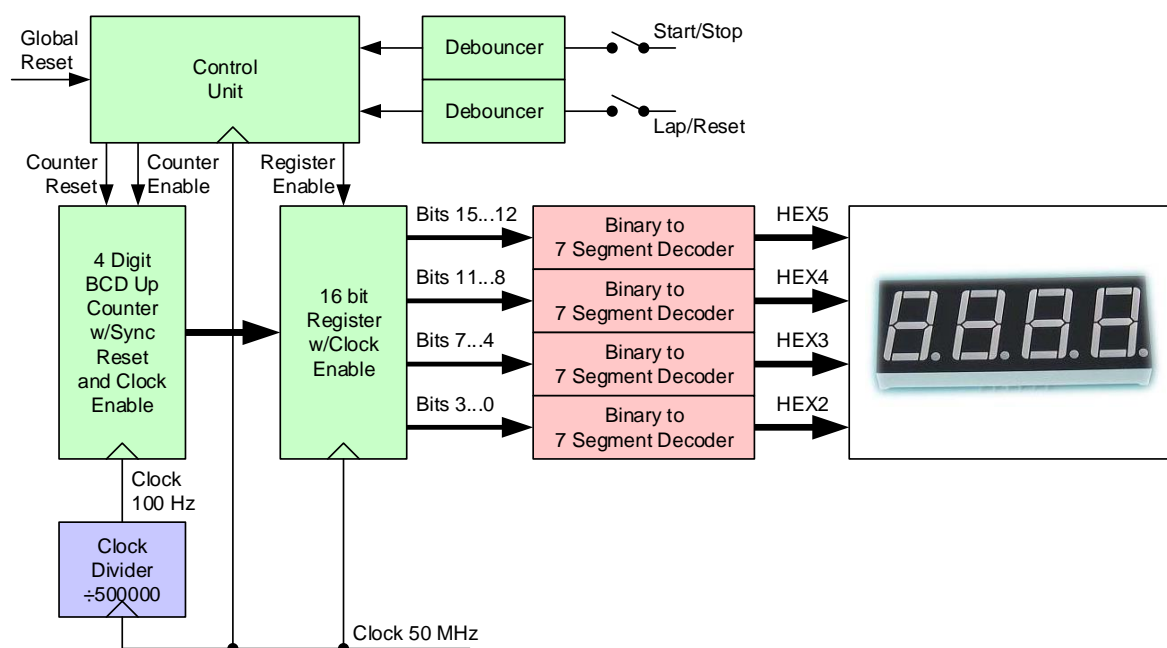 Global
Reset
Control
Unit
Debouncer
Start/Stop
Debouncer
Lap/Reset
Counter
Reset
Counter
Enable
Register
Enable
4 Digit
BCD Up
Counter
w/Sync
Reset
and Clock
Enable
16 bit
Register
w/Clock
Enable
Bits 15...12
Binary to
7 Segment Decoder
HEX5
Bits 11...8
Binary to
7 Segment Decoder
HEX4
Bits 7...4
Binary to
7 Segment Decoder
HEX3
Bits 3...0
Binary to
7 Segment Decoder
HEX2
8.8.8.8.
Clock
100 Hz
Clock
Divider
÷500000
Clock 50 MHz